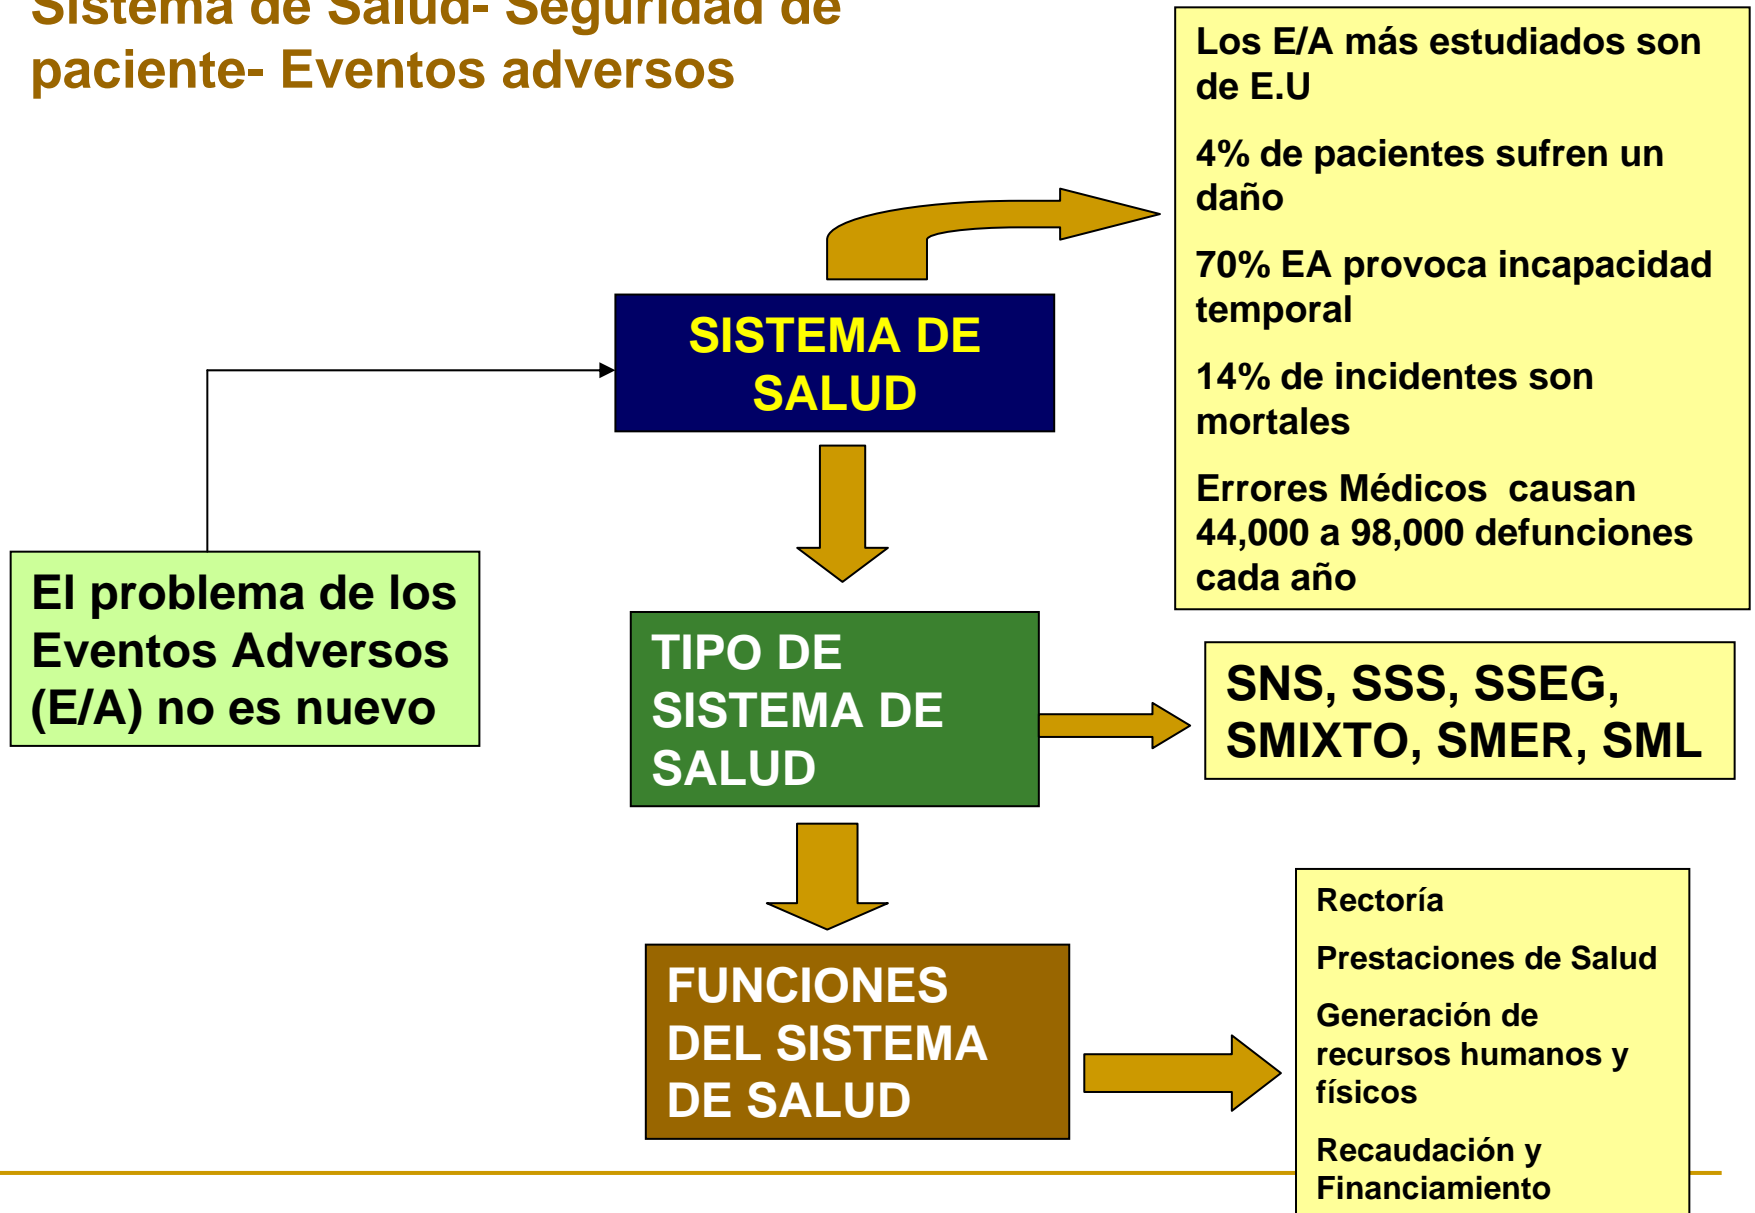 Sistema de Salud- Seguridad de
paciente- Eventos adversos
Los E/A más estudiados son
de E.U
4% de pacientes sufren un
daño
70% EA provoca incapacidad
temporal
14% de incidentes son
mortales
Errores Médicos causan
44,000 a 98,000 defunciones
cada año
SISTEMA DE
SALUD
El problema de los
Eventos Adversos
(E/A) no es nuevo
TIPO DE
SISTEMA DE
SALUD
SNS, SSS, SSEG,
SMIXTO, SMER, SML
FUNCIONES
DEL SISTEMA
DE SALUD
Rectoría
Prestaciones de Salud
Generación de
recursos humanos y
físicos
Recaudación y
Financiamiento